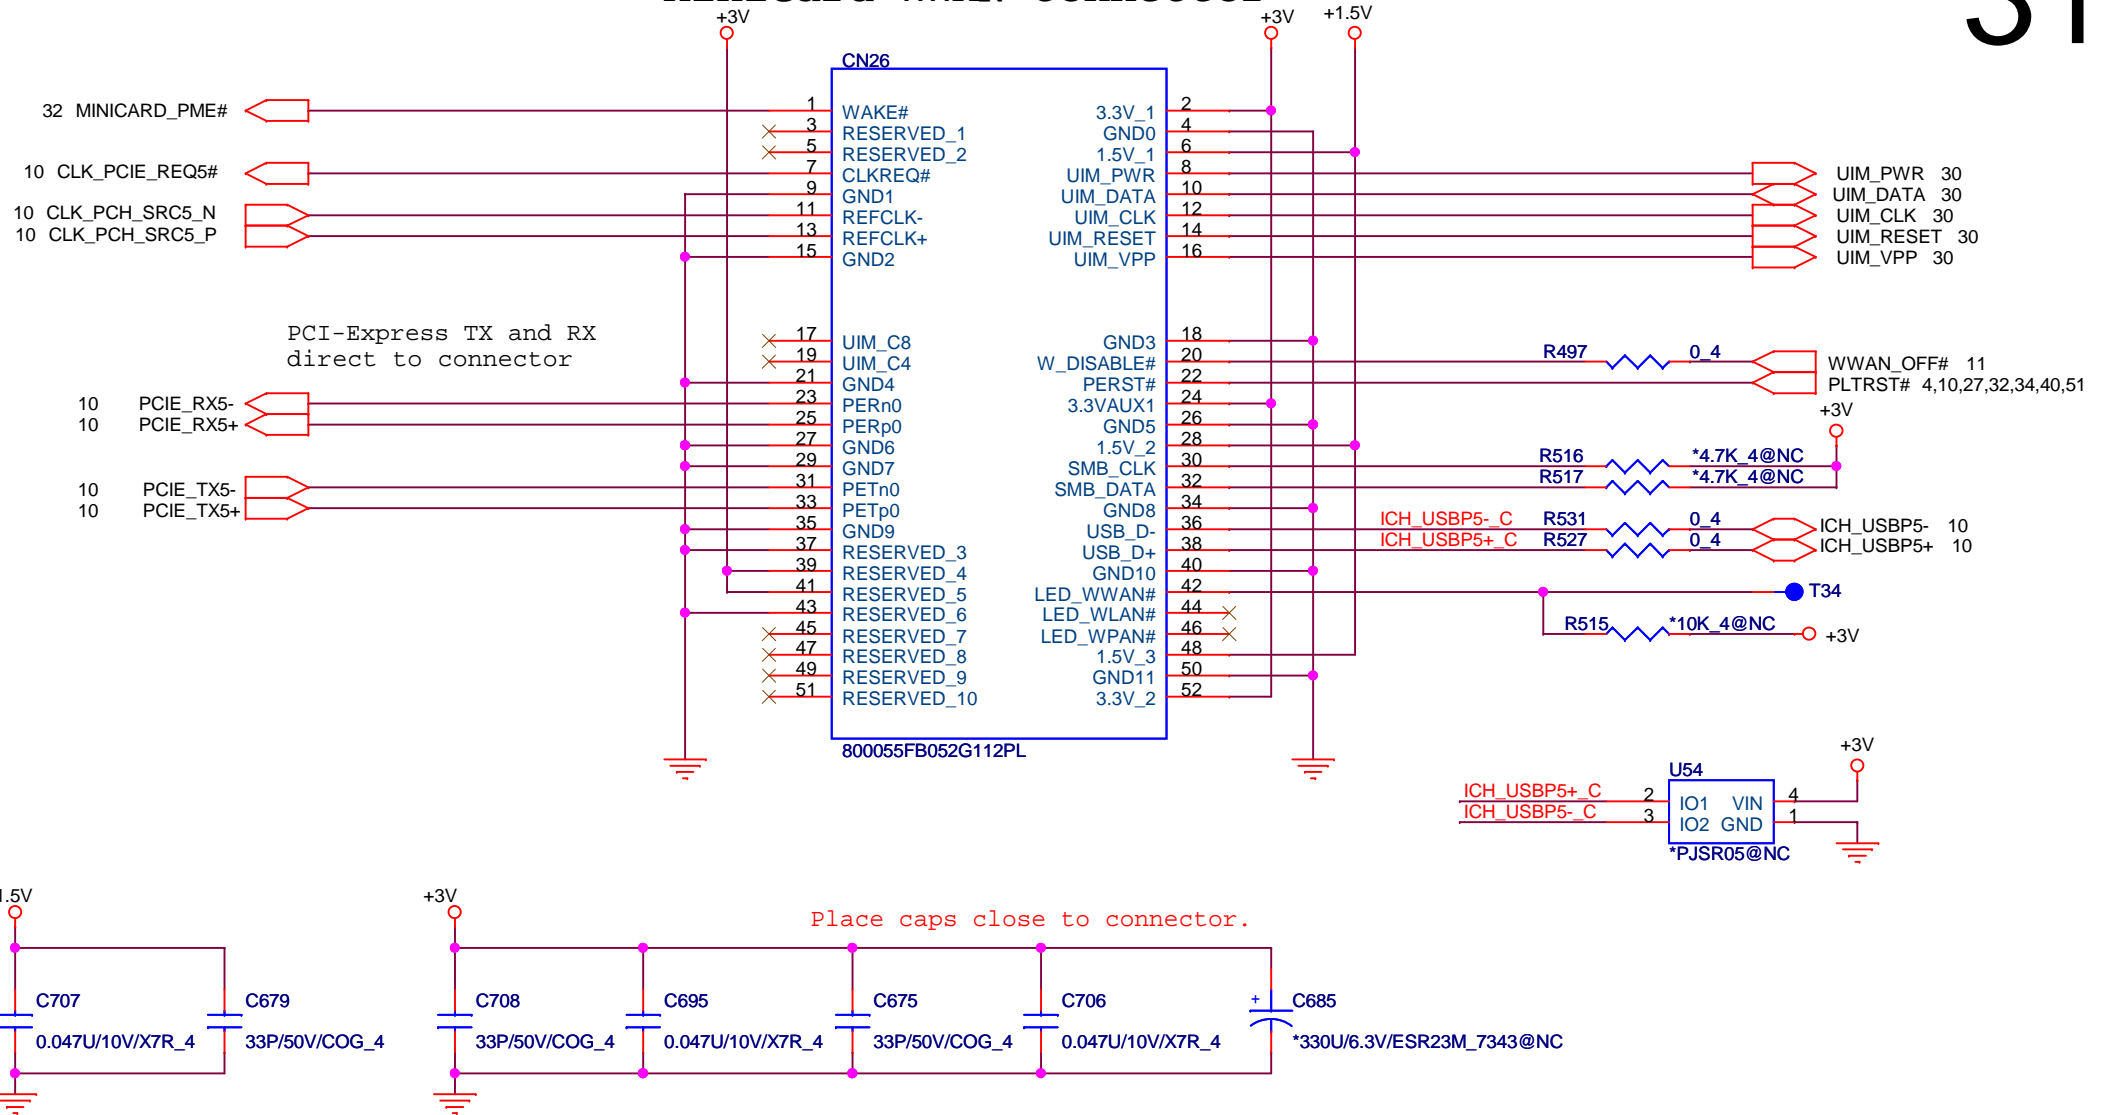 31
+3V
+3V
+1.5V
CN26
32 MINICARD_PME#
10 CLK_PCIE_REQ5#
10 CLK_PCH_SRC5_N
10 CLK_PCH_SRC5_P
PCI-Express TX and RX
direct to connector
10 PCIE_RX5-
10 PCIE_RX5+
10 PCIE_TX5-
10 PCIE_TX5+
1 WAKE#
3 RESERVED_1
5 RESERVED_2
7 CLKREQ#
9 GND1
11 REFCLK-
13 REFCLK+
15 GND2
17 UIM_C8
19 UIM_C4
21 GND4
23 PERn0
25 PERp0
27 GND6
29 GND7
31 PETn0
33 PETp0
35 GND9
37 RESERVED_3
39 RESERVED_4
41 RESERVED_5
43 RESERVED_6
45 RESERVED_7
47 RESERVED_8
49 RESERVED_9
51 RESERVED_10
3.3V_1 2
GND0 4
1.5V_1 6
UIM_PWR 8
UIM_DATA 10
UIM_CLK 12
UIM_RESET 14
UIM_VPP 16
GND3 18
W_DISABLE# 20
PERST# 22
3.3VAUX1 24
GND5 26
1.5V_2 28
SMB_CLK 30
SMB_DATA 32
GND8 34
USB_D- 36
USB_D+ 38
GND10 40
LED_WWAN# 42
LED_WLAN# 44
LED_WPAN# 46
1.5V_3 48
GND11 50
3.3V_2 52
800055FB052G112PL
UIM_PWR 30
UIM_DATA 30
UIM_CLK 30
UIM_RESET 30
UIM_VPP 30
R497 0_4 WWAN_OFF# 11
PLTRST# 4,10,27,32,34,40,51
+3V
R516 *4.7K_4@NC
R517 *4.7K_4@NC
ICH_USBP5-_C R531 0_4 ICH_USBP5- 10
ICH_USBP5+_C R527 0_4 ICH_USBP5+ 10
T34
R515 *10K_4@NC +3V
+3V
U54
ICH_USBP5+_C 2 IO1 VIN 4
ICH_USBP5-_C 3 IO2 GND 1
*PJSR05@NC
.5V
+3V
Place caps close to connector.
C707
0.047U/10V/X7R_4
C679
33P/50V/COG_4
C708
33P/50V/COG_4
C695
0.047U/10V/X7R_4
C675
33P/50V/COG_4
C706
0.047U/10V/X7R_4
+ C685
*330U/6.3V/ESR23M_7343@NC